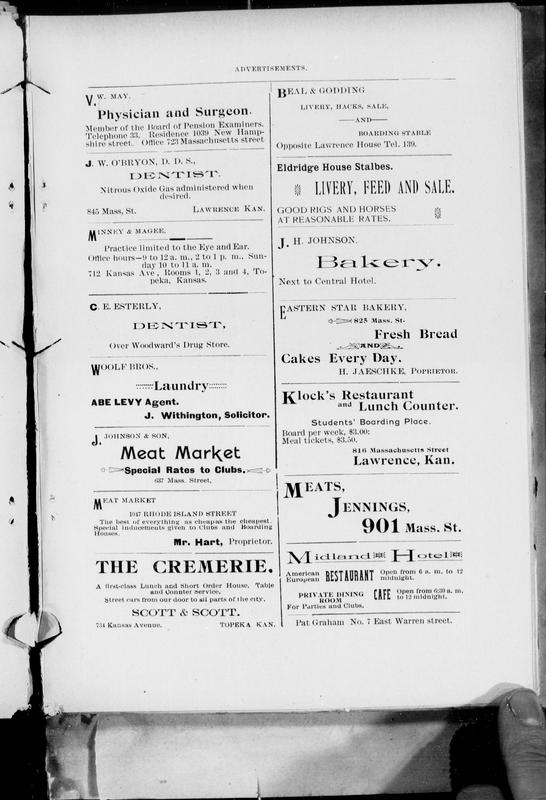 ADVERTISEMENTS.
V. W. MAY.
Physician and Surgeon.
Member of the Board of Pension Examiners.
Telephone 33. Residence 1039 New Hamp-
shire street. Office 723 Massachusetts street
J. W. O'BRYON, D. D. S.,
DENTIST.
Nitrous Oxide Gas administered when
desired.
845 Mass, St. LAWRENCE KAN.
MINNEY & MAGEE,
Practice limited to the Eye and Ear.
Office hours—9 to 12 a. m., 2 to 1 p. m.. Sun-
day 10 to 11 a. m.
712 Kansas Ave, Rooms 1, 2, 3 and 4, To-
peka, Kansas.
C. E. ESTERLY,
DENTIST,
Over Woodward's Drug Store.
WOOLF BROS.,
Laundry
ABE LEVY Agent.
J. Withington, Solicitor.
J. JOHNSON & SON,
Meat Market
Special Rates to Clubs.
637 Mass. Street,
MEAT MARKET
1017 RHODE ISLAND STREET
The best of everything as cheap as the cheapest.
Special inducements given to Clubs and Boarding
Houses.
Mr. Hart, Proprietor.
THE CREMERIE.
A first-class Lunch and Short Order House. Table
and Counter Service.
Street cars from our door to all parts of the city.
SCOTT & SCOTT.
734 Kansas Avenue. TOPEKA KAN.
BEAL & GODDING
LIVERY, HACKS, SALE,
—AND—
BOARDING STABLE
Opposite Lawrence House Tel. 139.
Eldridge House Stalbes.
LIVERY, FEED AND SALE.
GOOD RIGS AND HORSES
AT REASONABLE RATES.
J. H. JOHNSON.
Bakery.
Next to Central Hotel.
EASTERN STAR BAKERY,
825 Mass. St.
Fresh Bread
AND
Cakes Every Day.
H. JAESCHKE, POPRIETOR.
Klock's Restaurant
and Lunch Counter.
Students' Boarding Place.
Board per week, $3.00:
Meal tickets, $3.50.
816 Massachusetts Street
Lawrence, Kan.
MEATS,
JENNINGS,
901 Mass. St.
Midland Hotel
American European RESTAURANT Open from 6 a. m. to 12 midnight.
PRIVATE DINING ROOM CAFE Open from 6:30 a. m. to 12 midnight.
For Parties and Clubs.
Pat Graham No. 7 East Warren street.